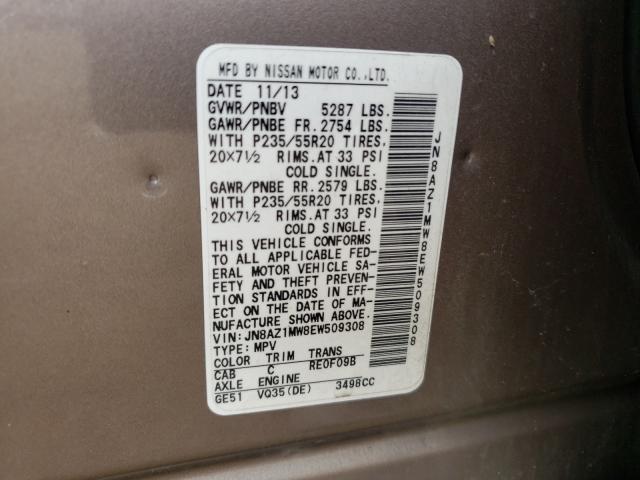 MFD BY NISSAN MOTOR CO.,LTD.
DATE 11/13
GVWR/PNBV 5287 LBS.
GAWR/PNBE FR. 2754 LBS.
WITH P235/55R20 TIRES,
20×7½ RIMS. AT 33 PSI
COLD SINGLE.
GAWR/PNBE RR. 2579 LBS.
WITH P235/55R20 TIRES,
20×7½ RIMS. AT 33 PSI
COLD SINGLE.
THIS VEHICLE CONFORMS
TO ALL APPLICABLE FED-
ERAL MOTOR VEHICLE SA-
FETY AND THEFT PREVEN-
TION STANDARDS IN EFF-
ECT ON THE DATE OF MA-
NUFACTURE SHOWN ABOVE.
VIN: JN8AZ1MW8EW509308
TYPE: MPV
COLOR TRIM TRANS
CAB C RE0F09B
AXLE ENGINE
GE51 VQ35(DE) 3498CC
JN8AZ1MW8EW509308